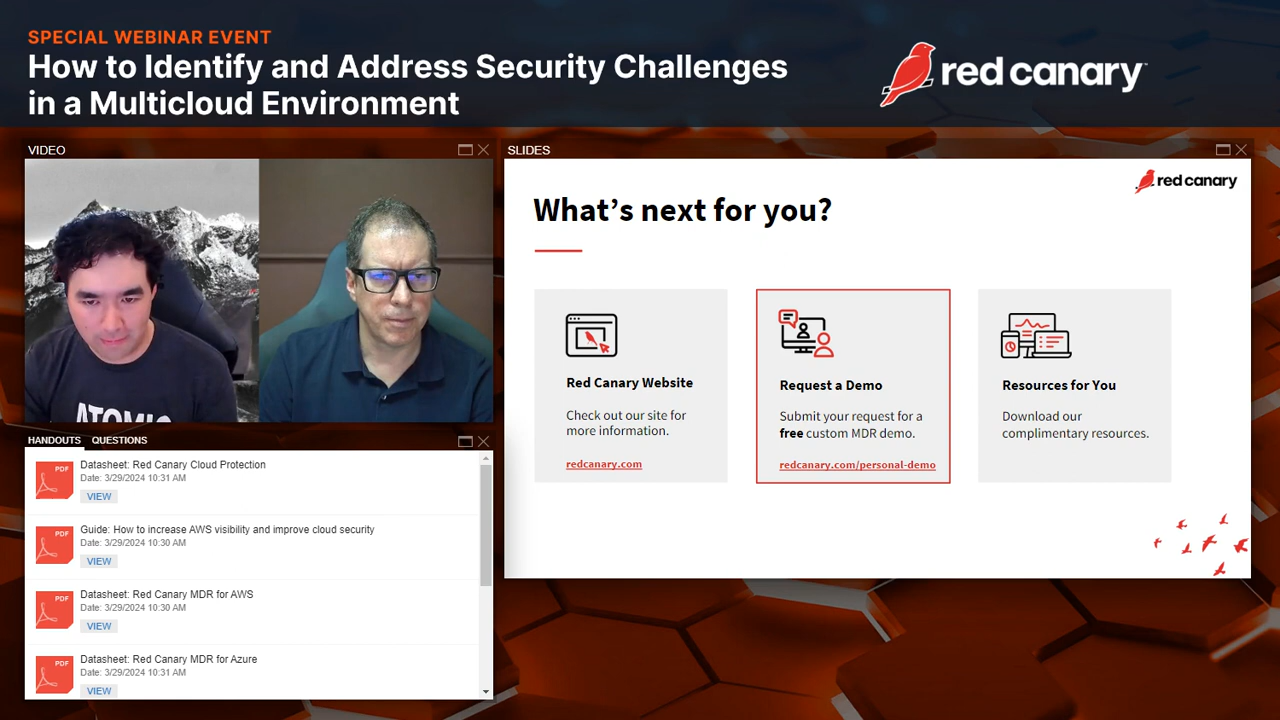 SPECIAL WEBINAR EVENT
How to Identify and Address Security Challenges
in a Multicloud Environment
red canary
VIDEO
ATOMIC
HANDOUTS QUESTIONS
PDF
Datasheet: Red Canary Cloud Protection
Date: 3/29/2024 10:31 AM
VIEW
PDF
Guide: How to increase AWS visibility and improve cloud security
Date: 3/29/2024 10:30 AM
VIEW
PDF
Datasheet: Red Canary MDR for AWS
Date: 3/29/2024 10:30 AM
VIEW
PDF
Datasheet: Red Canary MDR for Azure
Date: 3/29/2024 10:31 AM
VIEW
SLIDES
red canary
What's next for you?
Red Canary Website
Check out our site for
more information.
redcanary.com
Request a Demo
Submit your request for a
free custom MDR demo.
redcanary.com/personal-demo
Resources for You
Download our
complimentary resources.